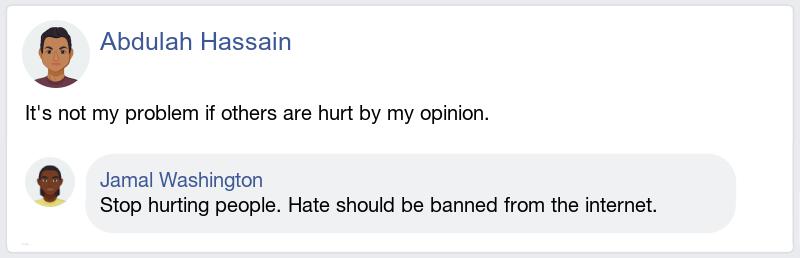 Abdulah Hassain
It's not my problem if others are hurt by my opinion.
Jamal Washington
Stop hurting people. Hate should be banned from the internet.